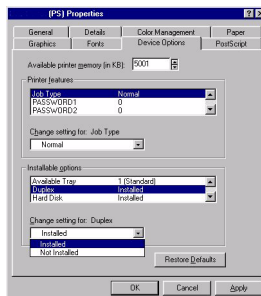 (PS) Properties
General Details Color Management Paper
Graphics Fonts Device Options PostScript
Available printer memory (in KB): 5001
Printer features
Job Type Normal
PASSWORD1 0
PASSWORD2 0
Change setting for: Job Type
Normal
Installable options
Available Tray 1 (Standard)
Duplex Installed
Hard Disk Installed
Change setting for: Duplex
Installed
Installed
Not Installed
Restore Defaults
OK Cancel Apply